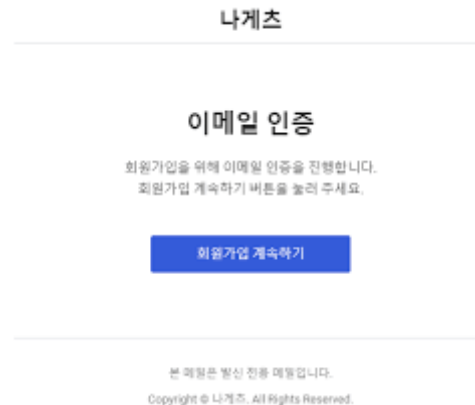 나게츠
이메일 인증
회원가입을 위해 이메일 인증을 진행합니다.
회원가입 계속하기 버튼을 눌러 주세요.
회원가입 계속하기
본 메일은 발신 전용 메일입니다.
Copyright © 나게츠. All Rights Reserved.